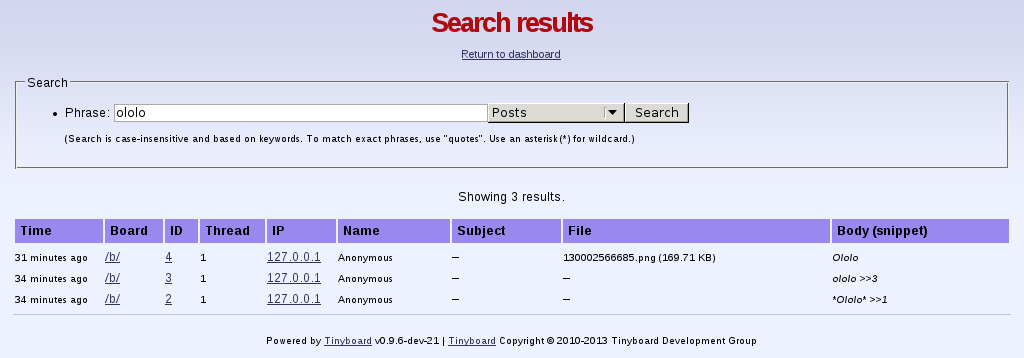 Search results
Return to dashboard
Search
Phrase: ololo Posts Search
(Search is case-insensitive and based on keywords. To match exact phrases, use "quotes". Use an asterisk (*) for wildcard.)
Showing 3 results.
Time Board ID Thread IP Name Subject File Body (snippet)
31 minutes ago /b/ 4 1 127.0.0.1 Anonymous – 130002566685.png (169.71 KB) Ololo
34 minutes ago /b/ 3 1 127.0.0.1 Anonymous – – ololo >>3
34 minutes ago /b/ 2 1 127.0.0.1 Anonymous – – *Ololo* >>1
Powered by Tinyboard v0.9.6-dev-21 | Tinyboard Copyright © 2010-2013 Tinyboard Development Group